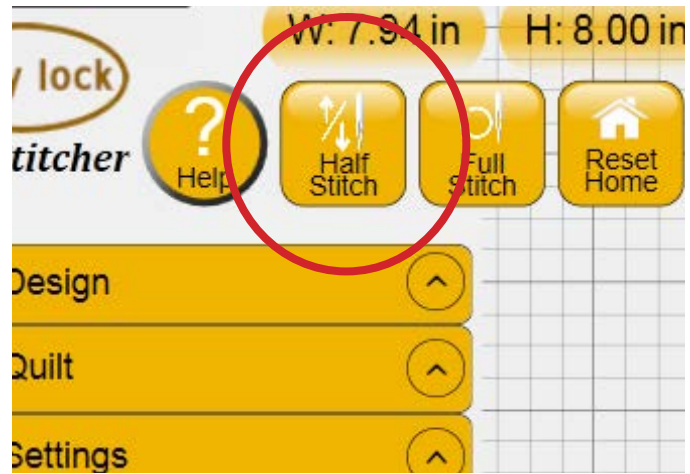 W: 7.94 in H: 8.00 in
y lock
titcher
?
Help
Half
Stitch
Full
Stitch
Reset
Home
Design
Quilt
Settings